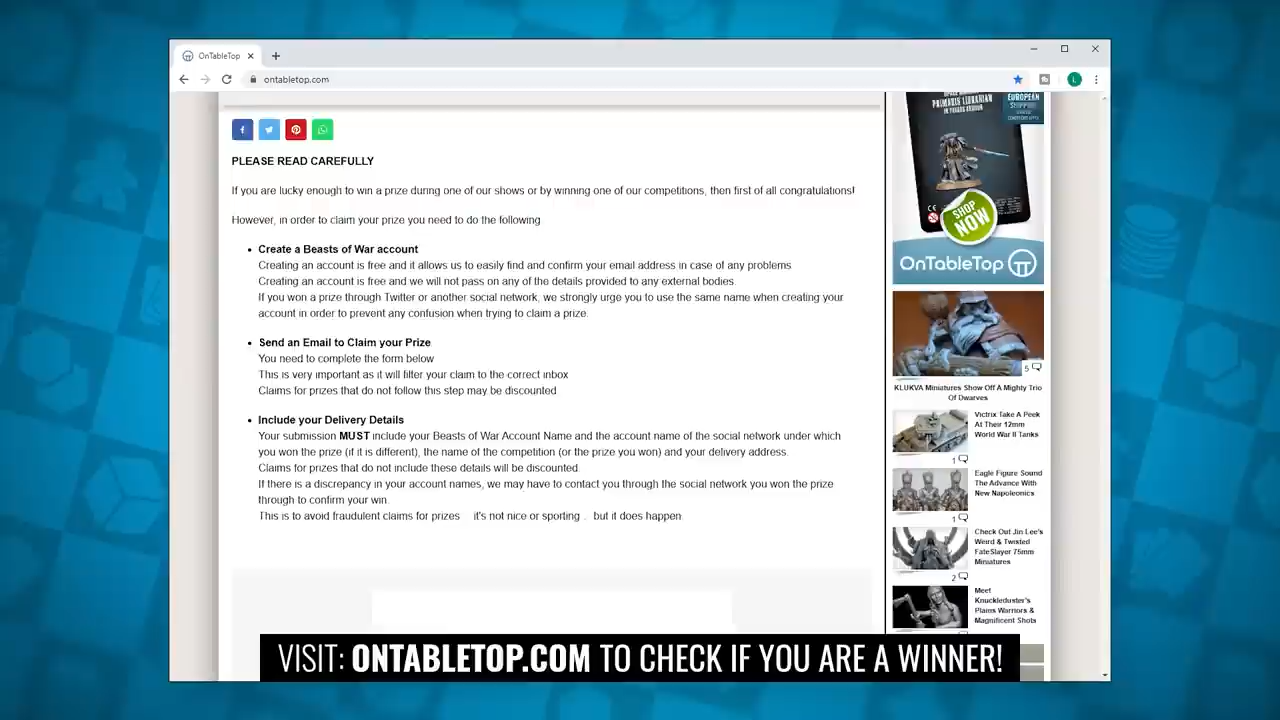 OnTableTop
ontabletop.com
L
PLEASE READ CAREFULLY
If you are lucky enough to win a prize during one of our shows or by winning one of our competitions, then first of all congratulations!
However, in order to claim your prize you need to do the following
Create a Beasts of War account
Creating an account is free and it allows us to easily find and confirm your email address in case of any problems
Creating an account is free and we will not pass on any of the details provided to any external bodies.
If you won a prize through Twitter or another social network, we strongly urge you to use the same name when creating your
account in order to prevent any confusion when trying to claim a prize.
Send an Email to Claim your Prize
You need to complete the form below
This is very important as it will filter your claim to the correct inbox
Claims for prizes that do not follow this step may be discounted
Include your Delivery Details
Your submission MUST include your Beasts of War Account Name and the account name of the social network under which
you won the prize (if it is different), the name of the competition (or the prize you won) and your delivery address.
Claims for prizes that do not include these details will be discounted.
If there is a discrepancy in your account names, we may have to contact you through the social network you won the prize
through to confirm your win.
This is to avoid fraudulent claims for prizes it's not nice or sporting . but it does happen.
PRIMARIS LIBRARIAN
EUROPEAN
SHOP
NOW
OnTableTop
5
KLUKVA Miniatures Show Off A Mighty Trio
Of Dwarves
Victrix Take A Peek
At Their 12mm
World War II Tanks
1
Eagle Figure Sound
The Advance With
New Napoleonics
1
Check Out Jin Lee's
Weird & Twisted
FateSlayer 75mm
Miniatures
2
Meet
Knuckleduster's
Plains Warriors &
Magnificent Shots
VISIT: ONTABLETOP.COM TO CHECK IF YOU ARE A WINNER!